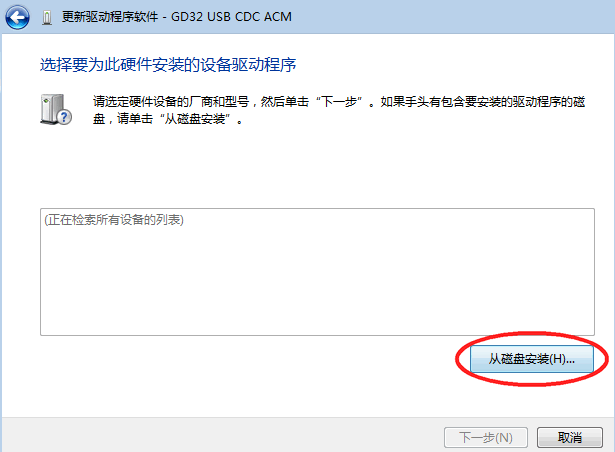 更新驱动程序软件 - GD32 USB CDC ACM
选择要为此硬件安装的设备驱动程序
请选定硬件设备的厂商和型号，然后单击“下一步”。如果手头有包含要安装的驱动程序的磁
盘，请单击“从磁盘安装”。
(正在检索所有设备的列表)
从磁盘安装(H)...
下一步(N)
取消